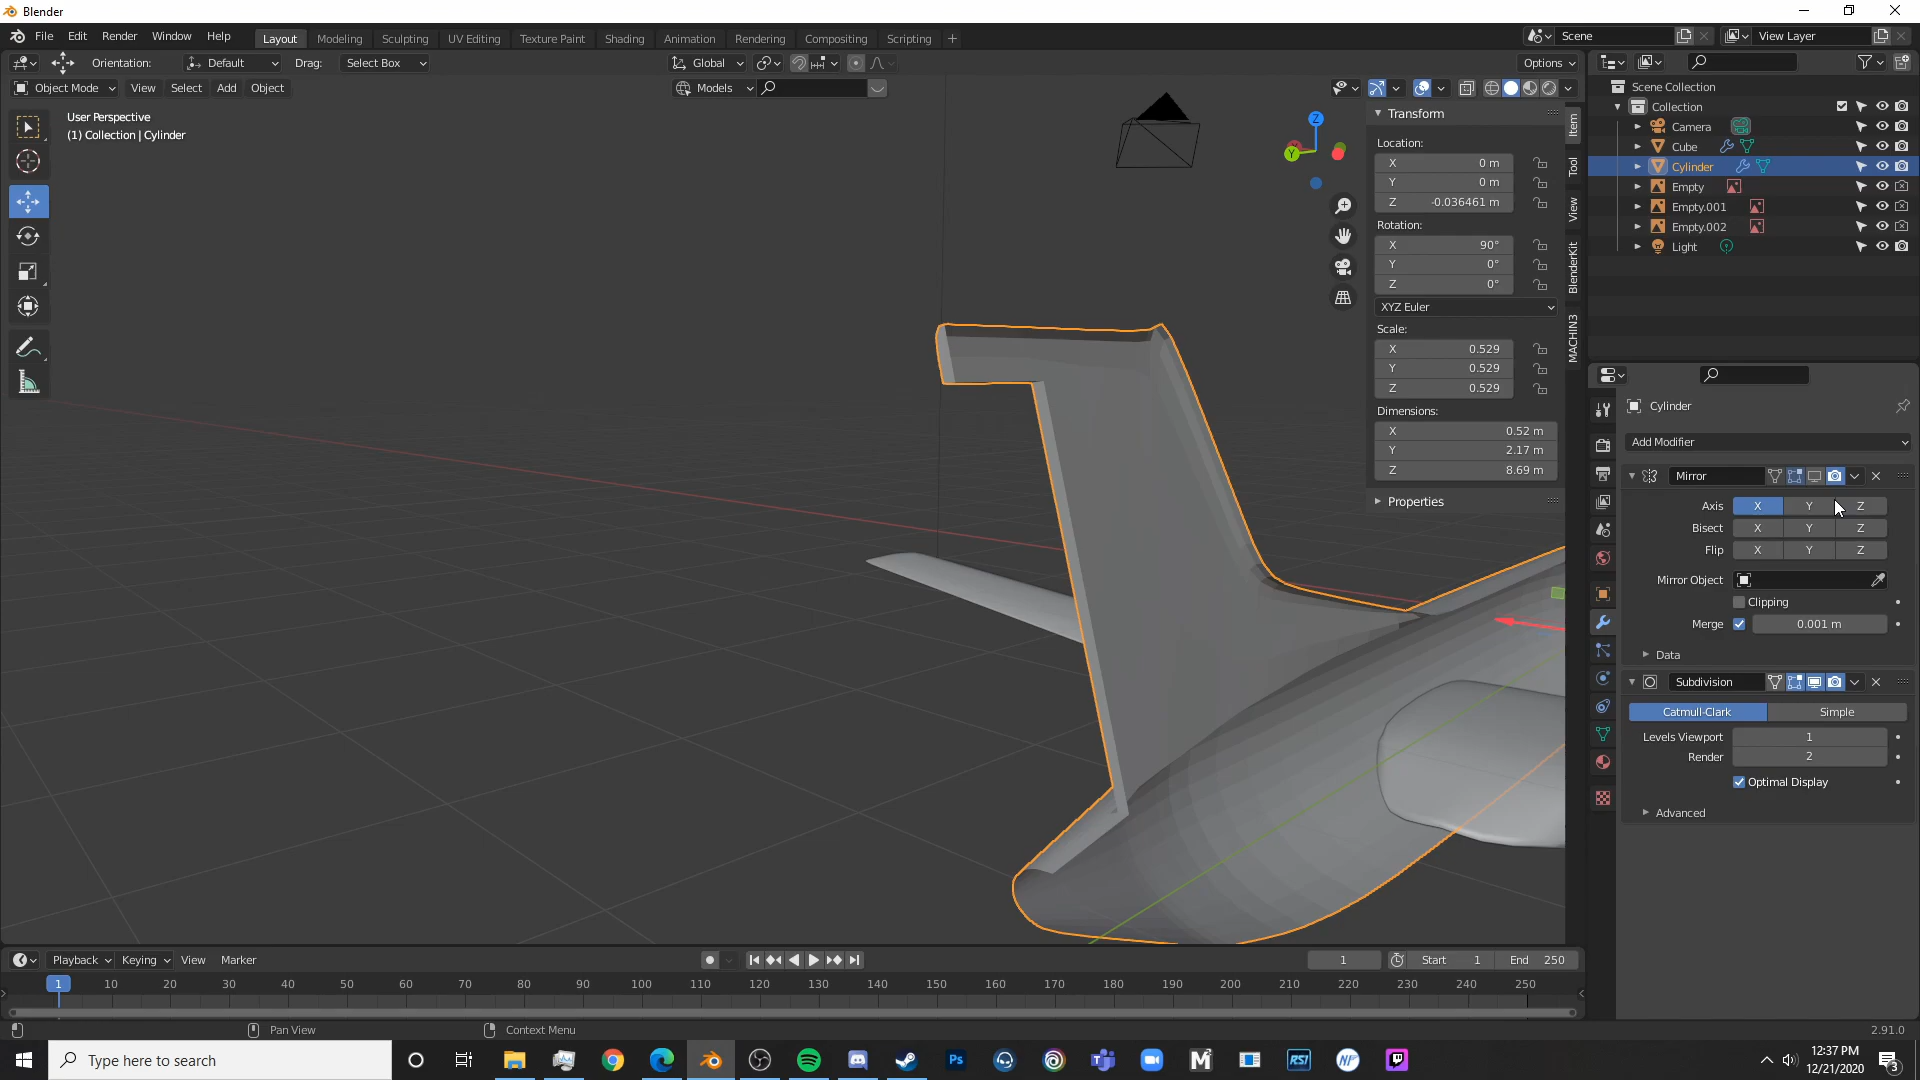 Blender
File Edit Render Window Help Layout Modeling Sculpting UV Editing Texture Paint Shading Animation Rendering Compositing Scripting + Scene View Layer
Orientation: Default Drag: Select Box Global Options
Object Mode View Select Add Object Models
User Perspective
(1) Collection | Cylinder
Transform
Location:
X 0 m
Y 0 m
Z -0.036461 m
Rotation:
X 90°
Y 0°
Z 0°
XYZ Euler
Scale:
X 0.529
Y 0.529
Z 0.529
Dimensions:
X 0.52 m
Y 2.17 m
Z 8.69 m
Properties
Item
Tool
View
BlenderKit
MACHIN3
Z
Y
Scene Collection
Collection
Camera
Cube
Cylinder
Empty
Empty.001
Empty.002
Light
Cylinder
Add Modifier
Mirror
Axis X Y Z
Bisect X Y Z
Flip X Y Z
Mirror Object
Clipping
Merge 0.001 m
Data
Subdivision
Catmull-Clark Simple
Levels Viewport 1
Render 2
Optimal Display
Advanced
Playback Keying View Marker 1 Start 1 End 250
1 10 20 30 40 50 60 70 80 90 100 110 120 130 140 150 160 170 180 190 200 210 220 230 240 250
Pan View Context Menu 2.91.0
Type here to search Ps M RSI NF 12:37 PM
12/21/2020 3